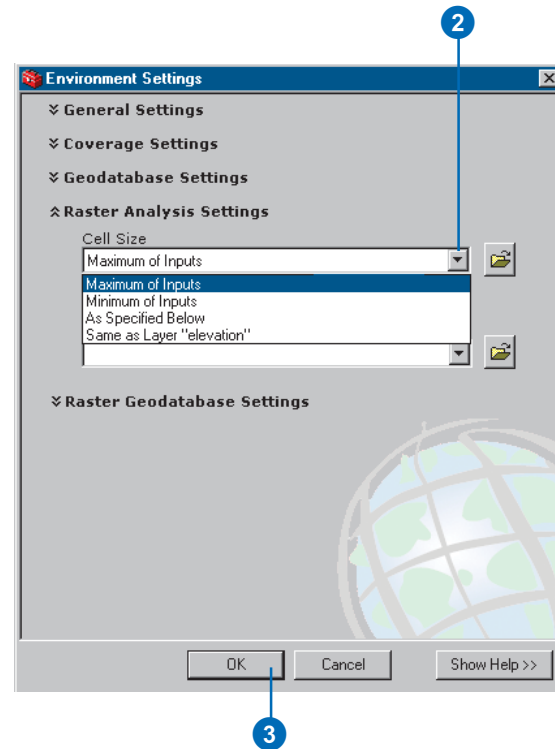 2
Environment Settings
General Settings
Coverage Settings
Geodatabase Settings
Raster Analysis Settings
Cell Size
Maximum of Inputs
Maximum of Inputs
Minimum of Inputs
As Specified Below
Same as Layer "elevation"
Raster Geodatabase Settings
OK Cancel Show Help >>
3